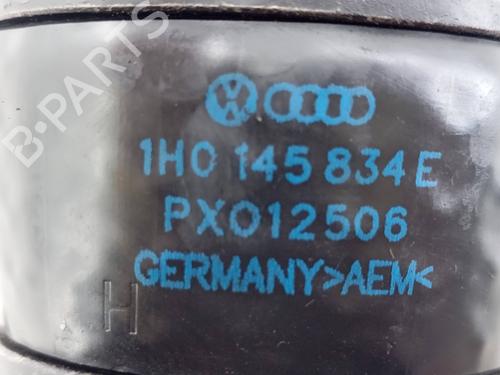 B-PARTS
1H0 145 834 E
PX012506
GERMANY>AEM<
H